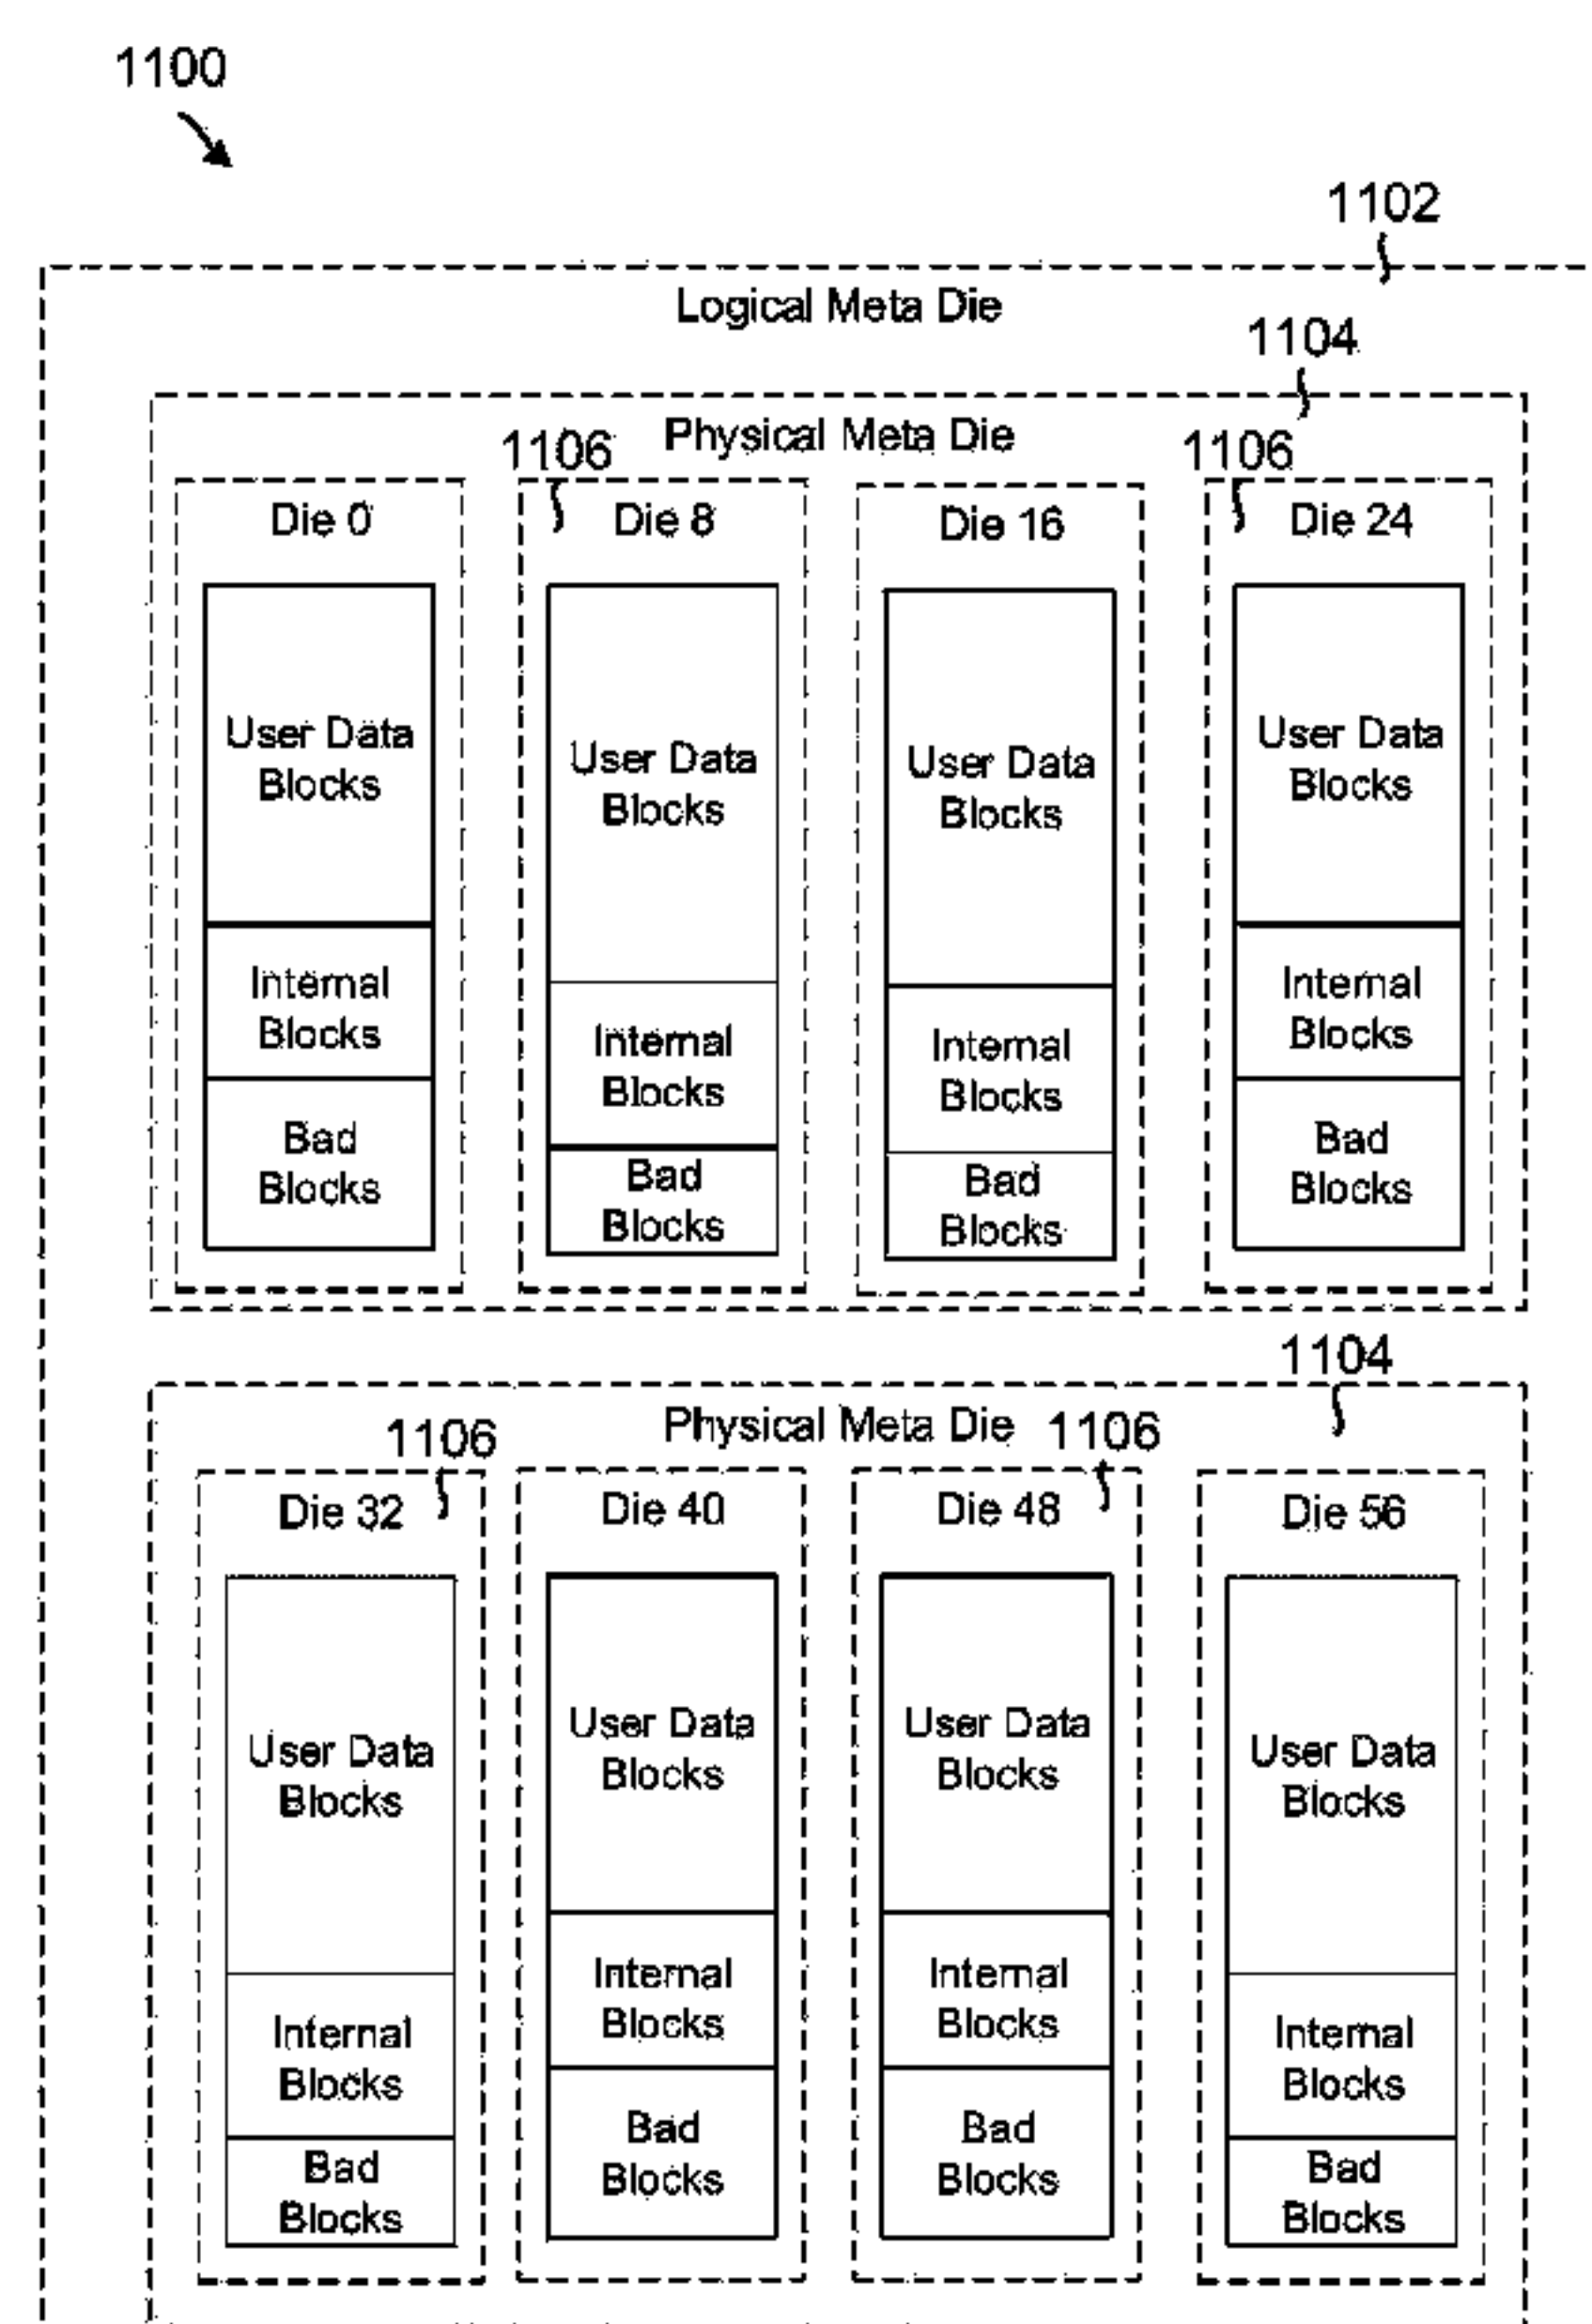 1100
1102
Logical Meta Die
1104
Physical Meta Die
1106
1106
Die 0
Die 8
Die 16
Die 24
User Data
Blocks
User Data
Blocks
User Data
Blocks
User Data
Blocks
Internal
Blocks
Internal
Blocks
Internal
Blocks
Internal
Blocks
Bad
Blocks
Bad
Blocks
Bad
Blocks
Bad
Blocks
1104
Physical Meta Die
1106
1106
Die 32
Die 40
Die 48
Die 56
User Data
Blocks
User Data
Blocks
User Data
Blocks
User Data
Blocks
Internal
Blocks
Internal
Blocks
Internal
Blocks
Internal
Blocks
Bad
Blocks
Bad
Blocks
Bad
Blocks
Bad
Blocks